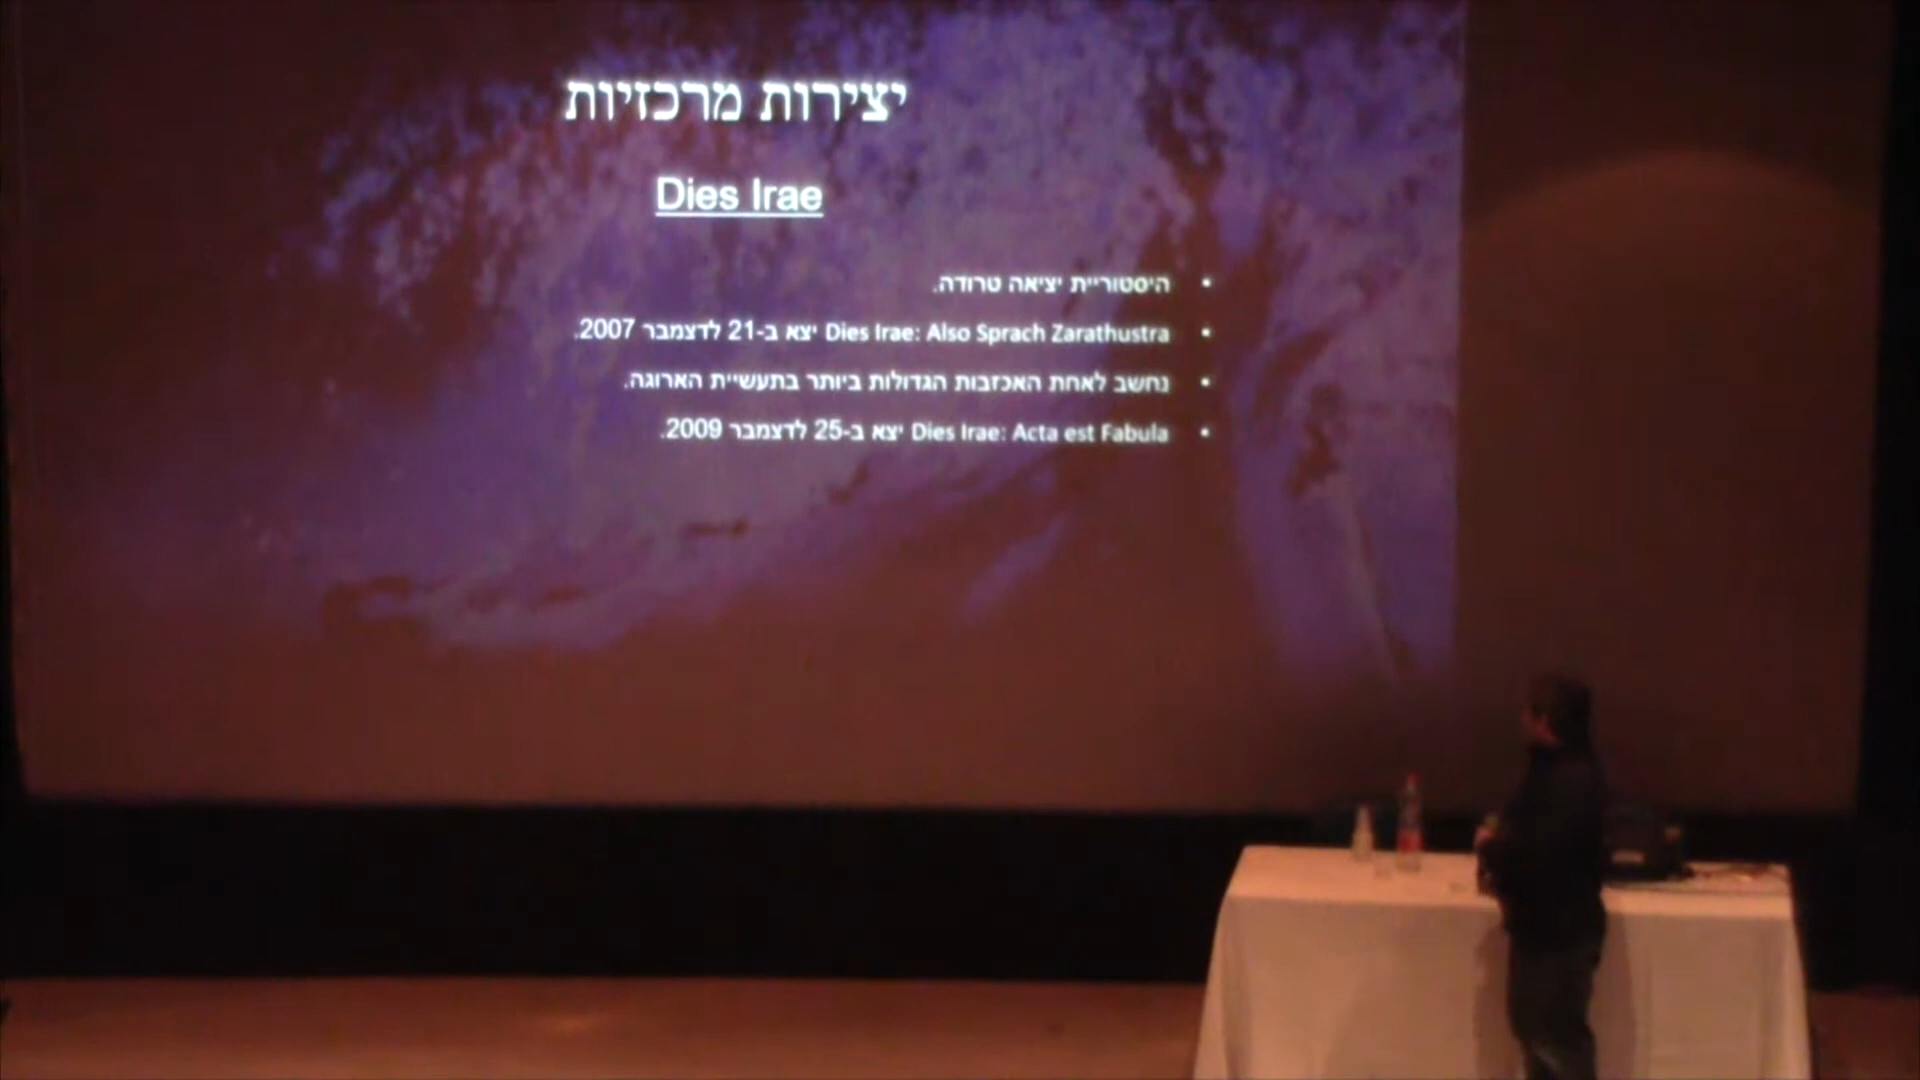 יצירות מרכזיות
Dies Irae
• היסטוריית יציאה טרודה.
• Dies Irae: Also Sprach Zarathustra יצא ב-21 לדצמבר 2007.
• נחשב לאחת האכזבות הגדולות ביותר בתעשיית הארוגה.
• Dies Irae: Acta est Fabula יצא ב-25 לדצמבר 2009.